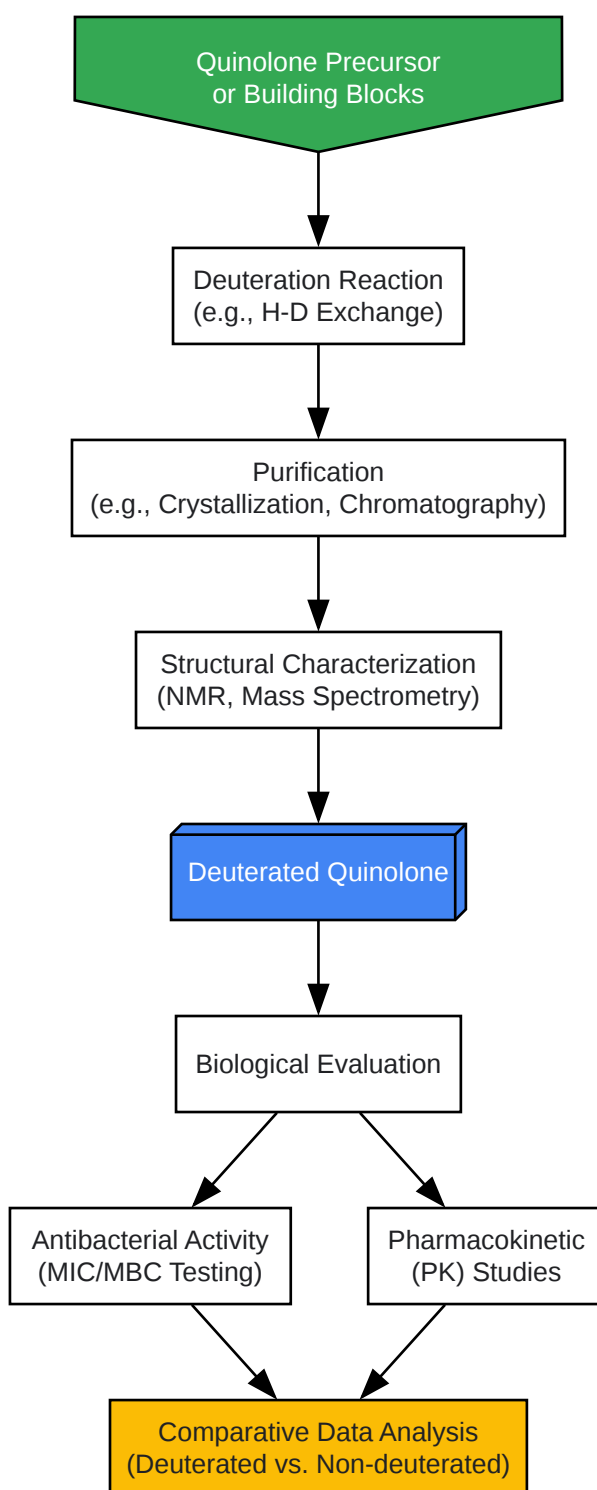 Quinolone Precursor
or Building Blocks
Deuteration Reaction
(e.g., H-D Exchange)
Purification
(e.g., Crystallization, Chromatography)
Structural Characterization
(NMR, Mass Spectrometry)
Deuterated Quinolone
Biological Evaluation
Antibacterial Activity
(MIC/MBC Testing)
Pharmacokinetic
(PK) Studies
Comparative Data Analysis
(Deuterated vs. Non-deuterated)